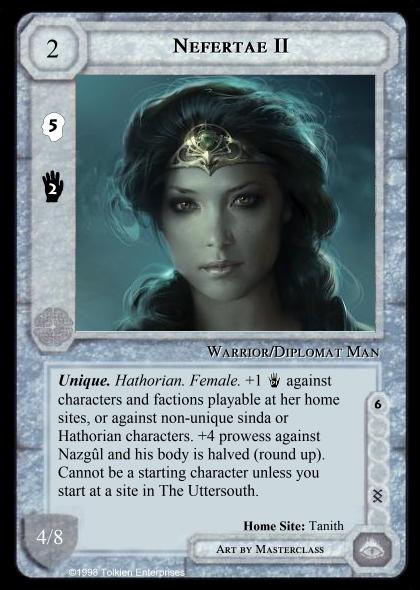 2
NEFERTAE II
5
2
WARRIOR/DIPLOMAT MAN
Unique. Hathorian. Female. +1 against
characters and factions playable at her home
sites, or against non-unique sinda or
Hathorian characters. +4 prowess against
Nazgûl and his body is halved (round up).
Cannot be a starting character unless you
start at a site in The Uttersouth.
6
Home Site: Tanith
4/8
ART BY MASTERCLASS
©1998 Tolkien Enterprises